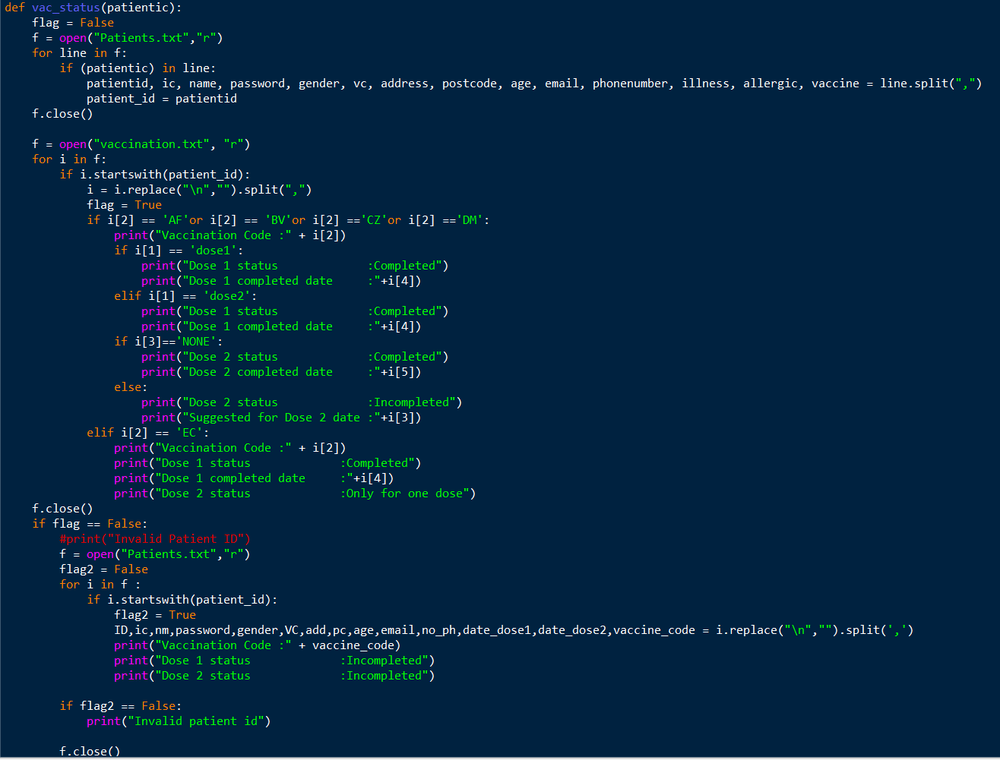 def vac_status(patientic):
    flag = False
    f = open("Patients.txt","r")
    for line in f:
        if (patientic) in line:
            patientid, ic, name, password, gender, vc, address, postcode, age, email, phonenumber, illness, allergic, vaccine = line.split(",")
            patient_id = patientid
    f.close()

    f = open("vaccination.txt", "r")
    for i in f:
        if i.startswith(patient_id):
            i = i.replace("\n","").split(",")
            flag = True
            if i[2] == 'AF'or i[2] == 'BV'or i[2] =='CZ'or i[2] =='DM':
                print("Vaccination Code :" + i[2])
                if i[1] == 'dose1':
                    print("Dose 1 status             :Completed")
                    print("Dose 1 completed date     :"+i[4])
                elif i[1] == 'dose2':
                    print("Dose 1 status             :Completed")
                    print("Dose 1 completed date     :"+i[4])
                if i[3]=='NONE':
                    print("Dose 2 status             :Completed")
                    print("Dose 2 completed date     :"+i[5])
                else:
                    print("Dose 2 status             :Incompleted")
                    print("Suggested for Dose 2 date :"+i[3])
            elif i[2] == 'EC':
                print("Vaccination Code :" + i[2])
                print("Dose 1 status             :Completed")
                print("Dose 1 completed date     :"+i[4])
                print("Dose 2 status             :Only for one dose")
    f.close()
    if flag == False:
        #print("Invalid Patient ID")
        f = open("Patients.txt","r")
        flag2 = False
        for i in f :
            if i.startswith(patient_id):
                flag2 = True
                ID,ic,nm,password,gender,VC,add,pc,age,email,no_ph,date_dose1,date_dose2,vaccine_code = i.replace("\n","").split(',')
                print("Vaccination Code :" + vaccine_code)
                print("Dose 1 status             :Incompleted")
                print("Dose 2 status             :Incompleted")

        if flag2 == False:
            print("Invalid patient id")

        f.close()